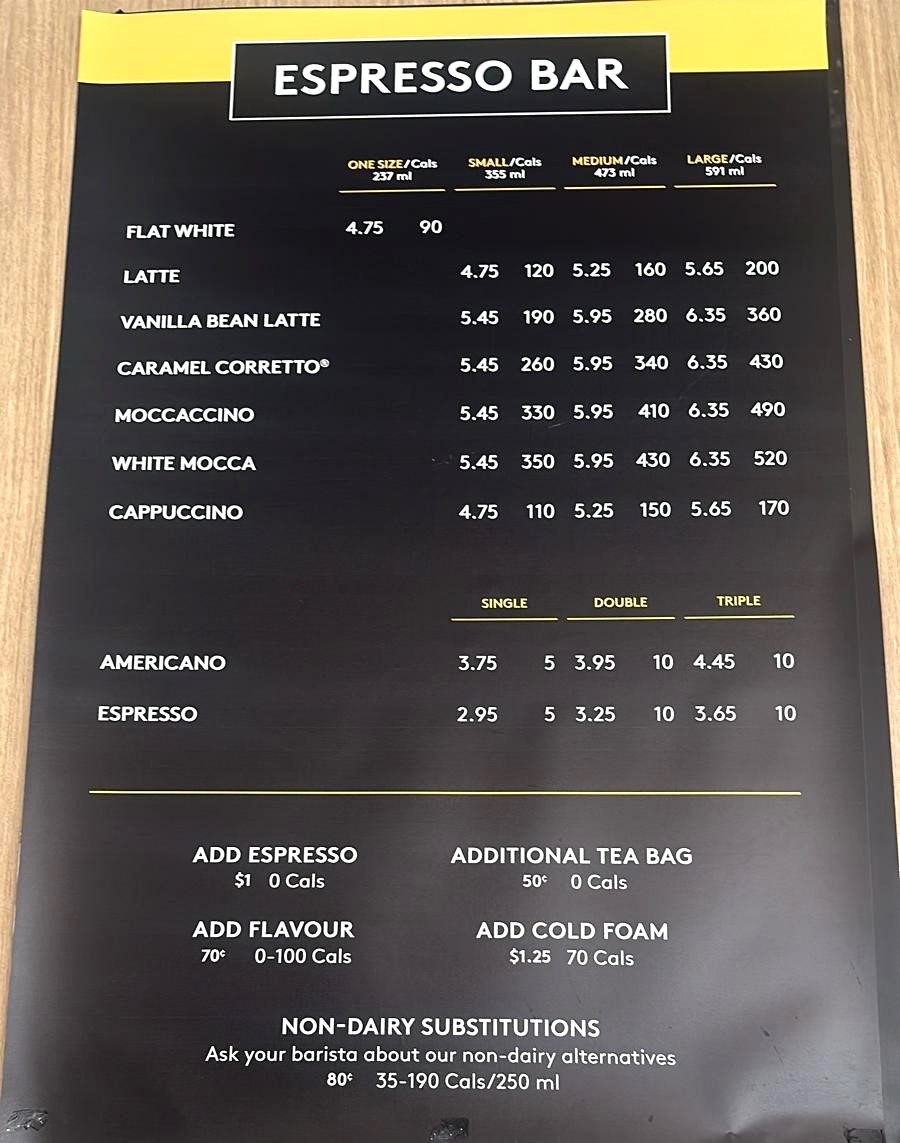 ESPRESSO BAR
ONE SIZE/Cals SMALL/Cals MEDIUM/Cals LARGE/Cals
237 ml 355 ml 473 ml 591 ml
FLAT WHITE 4.75 90
LATTE 4.75 120 5.25 160 5.65 200
VANILLA BEAN LATTE 5.45 190 5.95 280 6.35 360
CARAMEL CORRETTO® 5.45 260 5.95 340 6.35 430
MOCCACCINO 5.45 330 5.95 410 6.35 490
WHITE MOCCA 5.45 350 5.95 430 6.35 520
CAPPUCCINO 4.75 110 5.25 150 5.65 170
SINGLE DOUBLE TRIPLE
AMERICANO 3.75 5 3.95 10 4.45 10
ESPRESSO 2.95 5 3.25 10 3.65 10
ADD ESPRESSO
$1 0 Cals
ADDITIONAL TEA BAG
50¢ 0 Cals
ADD FLAVOUR
70¢ 0-100 Cals
ADD COLD FOAM
$1.25 70 Cals
NON-DAIRY SUBSTITUTIONS
Ask your barista about our non-dairy alternatives
80¢ 35-190 Cals/250 ml